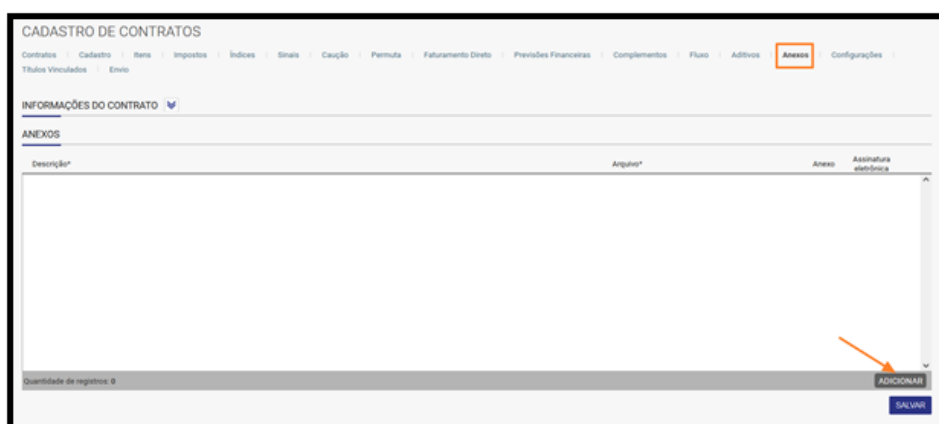 CADASTRO DE CONTRATOS
Contratos Cadastro Itens Impostos Índices Sinais Caução Permuta Faturamento Direto Previsões Financeiras Complementos Fluxo Aditivos Anexos Configurações
Títulos Vinculados Envio
INFORMAÇÕES DO CONTRATO
ANEXOS
Descrição* Arquivo* Anexo Assinatura eletrônica
Quantidade de registros: 0 ADICIONAR
SALVAR